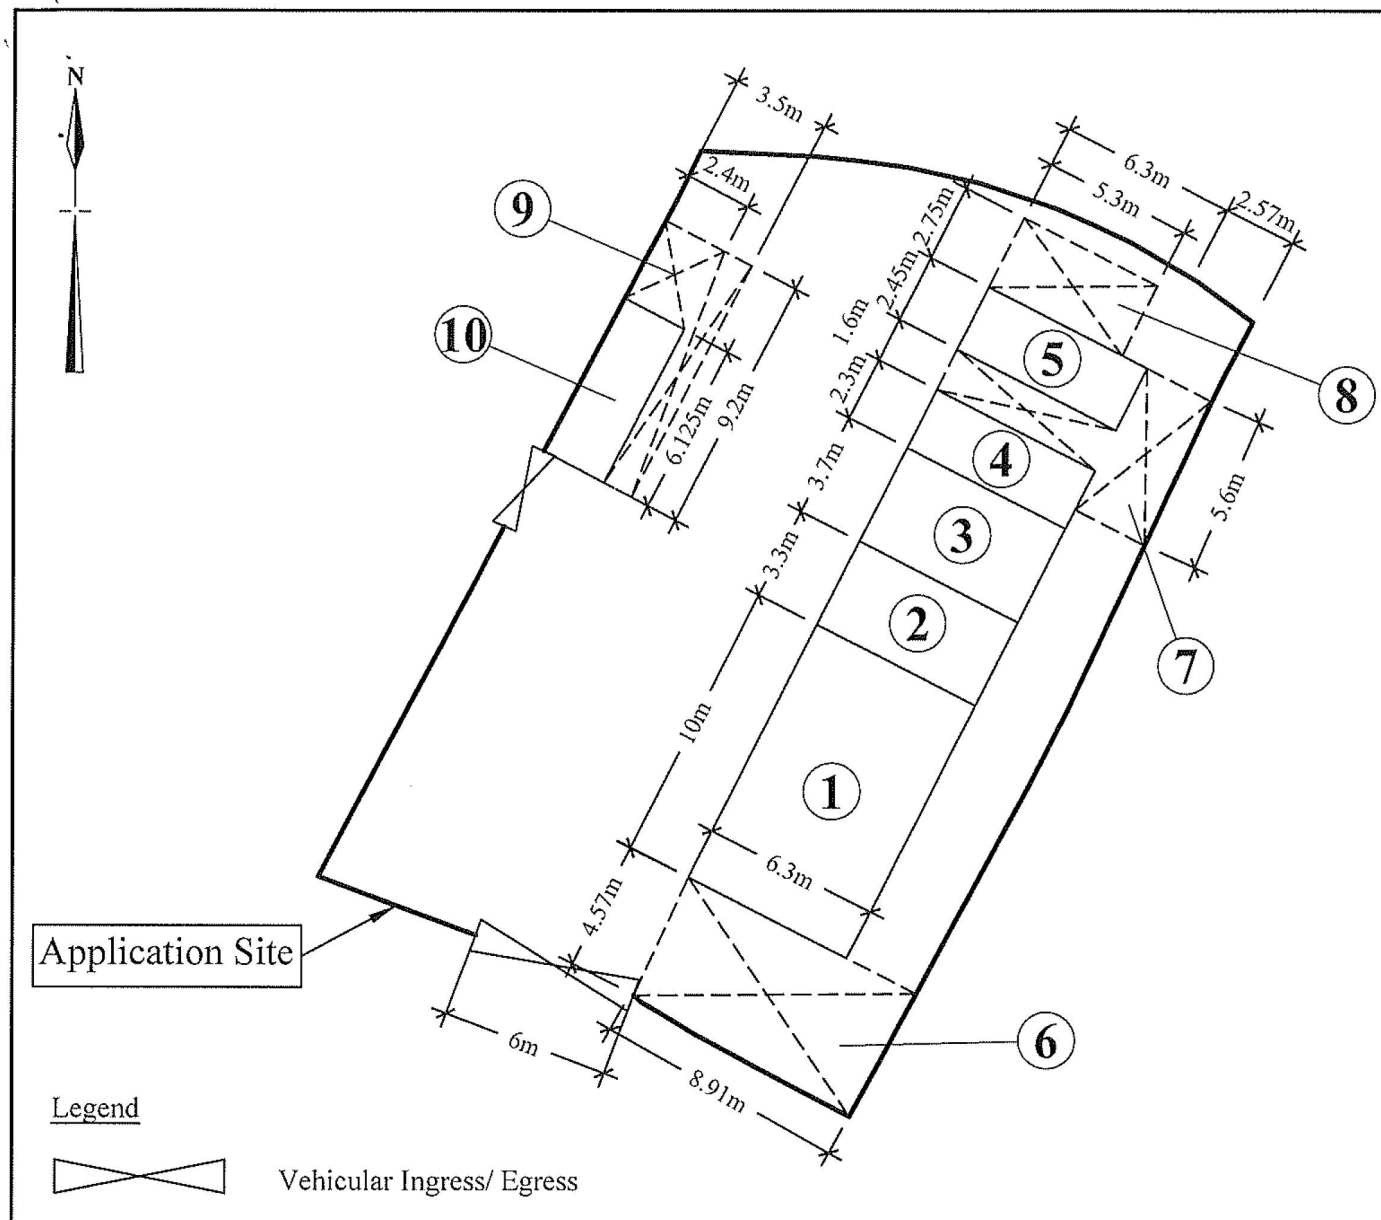 N
3.5m
2.4m
6.3m
5.3m
2.57m
9
2.75m
2.45m
10
1.6m
5
8
2.3m
9.2m
6.125m
4
3.7m
5.6m
3
3.3m
2
7
10m
1
6.3m
4.57m
Application Site
6m
6
8.91m
Legend
Vehicular Ingress/ Egress